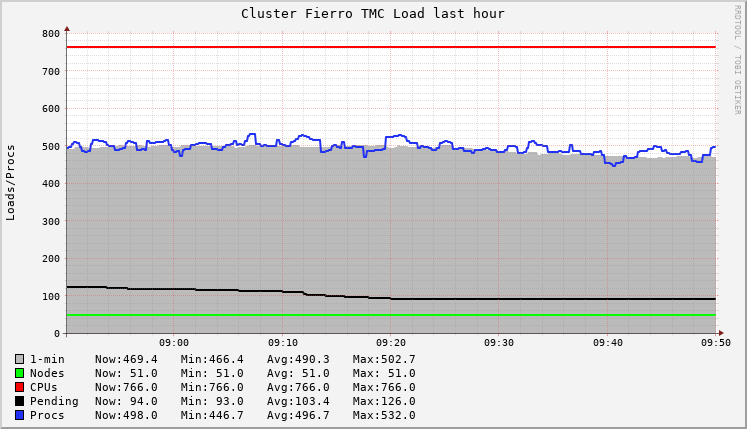 Cluster Fierro TMC Load last hour
RRDTOOL / TOBI OETIKER
Loads/Procs
800
700
600
500
400
300
200
100
0
09:00 09:10 09:20 09:30 09:40 09:50
1-min Now:469.4 Min:466.4 Avg:490.3 Max:502.7
Nodes Now: 51.0 Min: 51.0 Avg: 51.0 Max: 51.0
CPUs Now:766.0 Min:766.0 Avg:766.0 Max:766.0
Pending Now: 94.0 Min: 93.0 Avg:103.4 Max:126.0
Procs Now:498.0 Min:446.7 Avg:496.7 Max:532.0